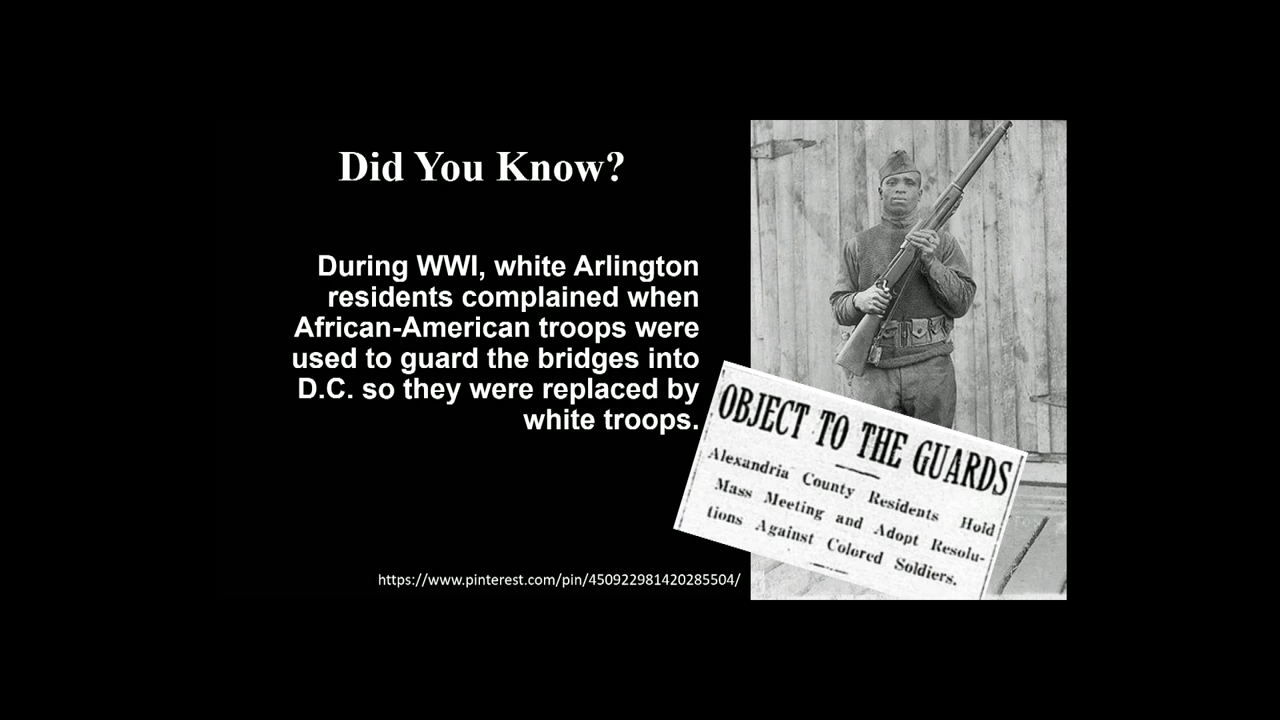 Did You Know?
During WWI, white Arlington
residents complained when
African-American troops were
used to guard the bridges into
D.C. so they were replaced by
white troops.
OBJECT TO THE GUARDS
Alexandria County Residents Hold
Mass Meeting and Adopt Resolu-
tions Against Colored Soldiers.
https://www.pinterest.com/pin/450922981420285504/